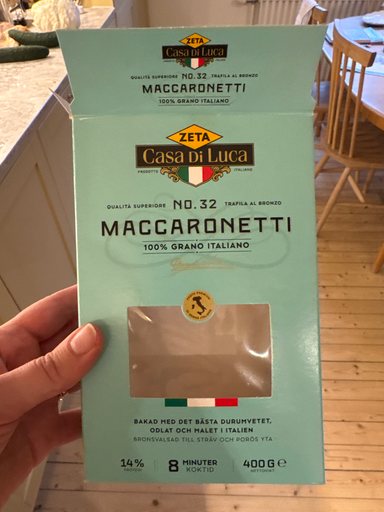 ZETA
Casa Di Luca
QUALITÀ SUPERIORE NO. 32 TRAFILA AL BRONZO
MACCARONETTI
100% GRANO ITALIANO
ZETA
Casa Di Luca
PRODOTTO ITALIANO
QUALITÀ SUPERIORE NO. 32 TRAFILA AL BRONZO
MACCARONETTI
100% GRANO ITALIANO
BAKAD MED DET BÄSTA DURUMVETET,
ODLAT OCH MALET I ITALIEN
BRONSVALSAD TILL STRÄV OCH PORÖS YTA
14% 8 MINUTER 400G e
PROTEIN KOKTID NETTOVIKT